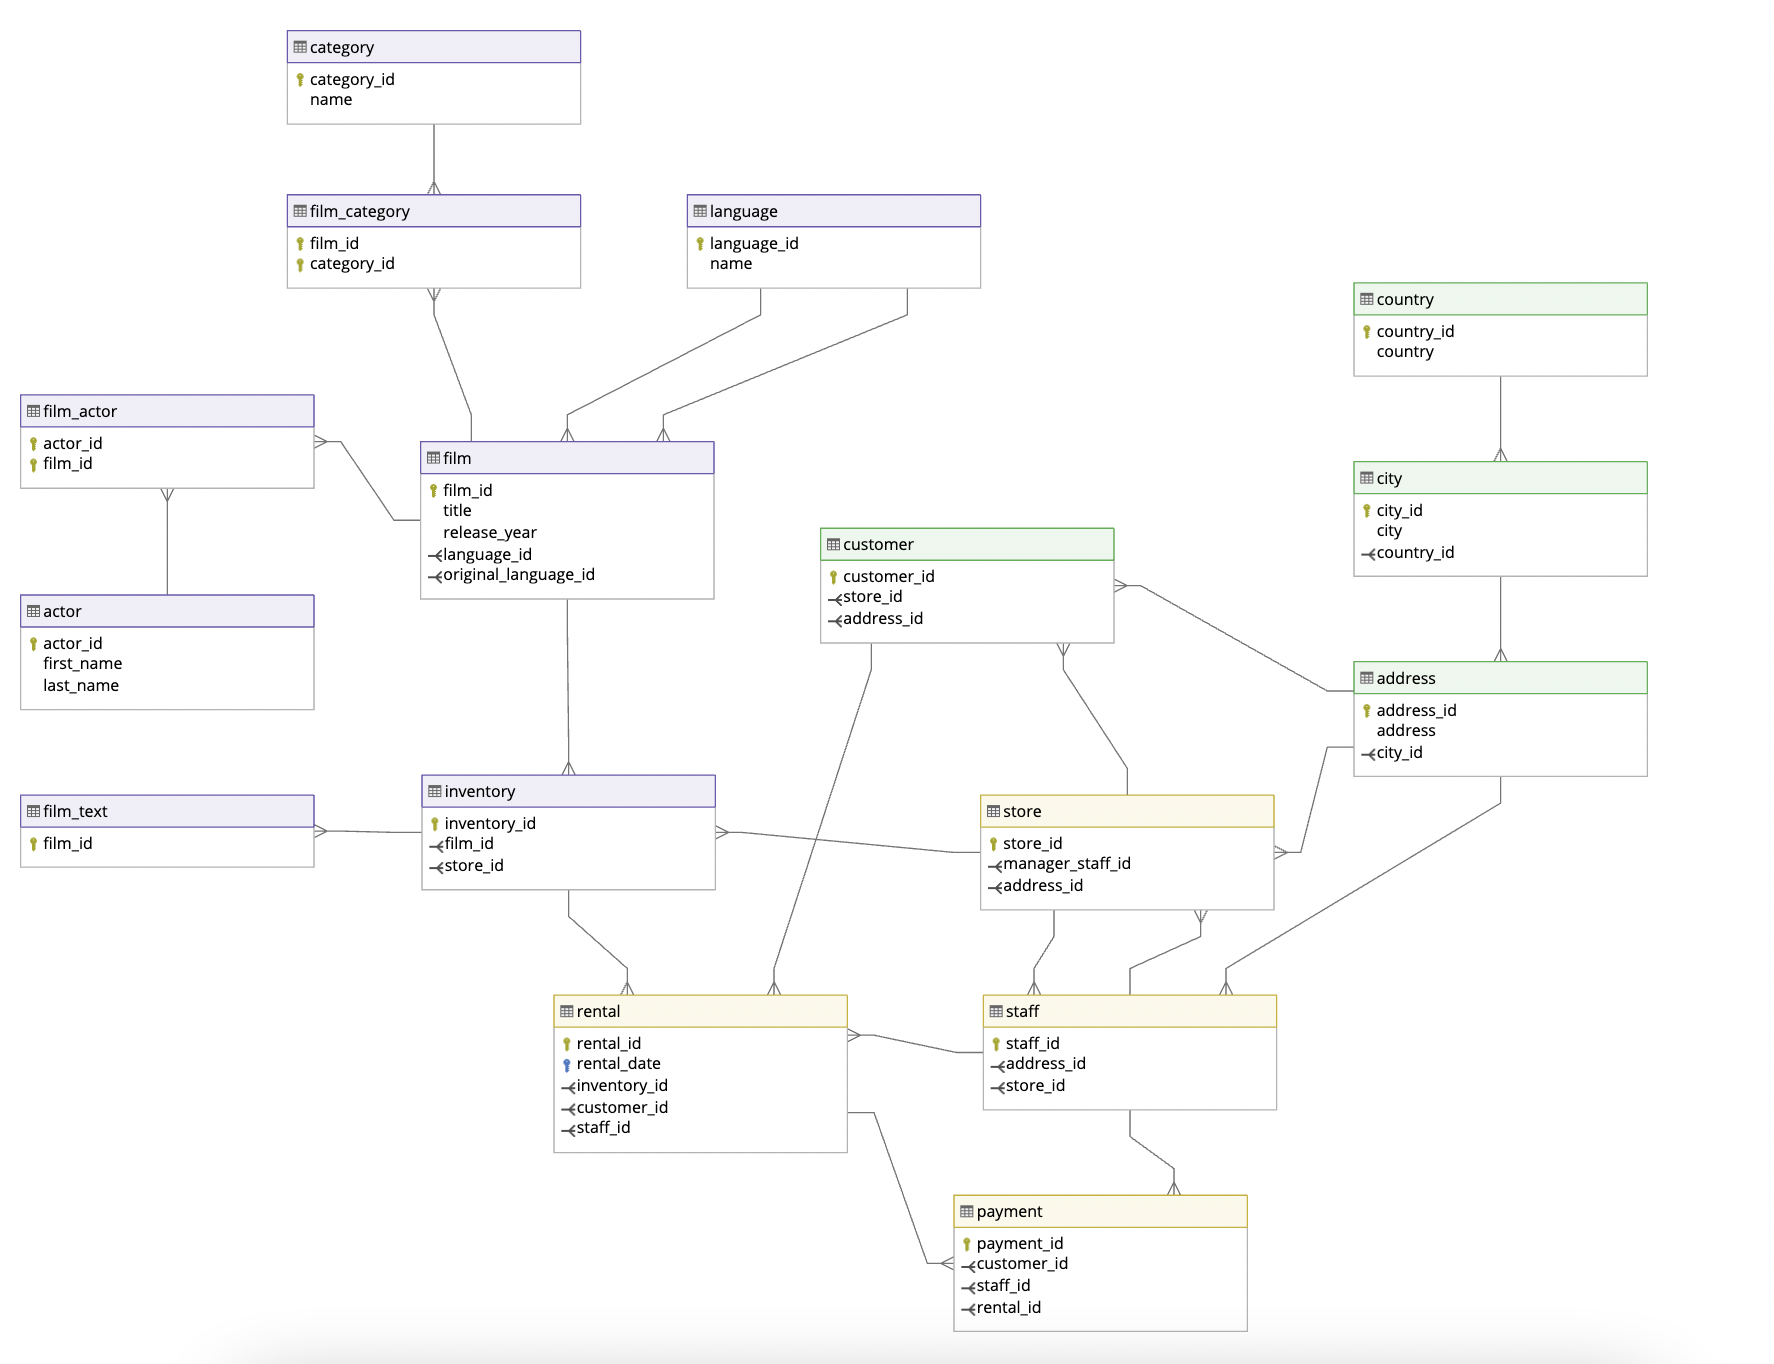 category
category_id
name
film_category
film_id
category_id
language
language_id
name
country
country_id
country
film_actor
actor_id
film_id
film
film_id
title
release_year
language_id
original_language_id
city
city_id
city
country_id
customer
customer_id
store_id
address_id
actor
actor_id
first_name
last_name
address
address_id
address
city_id
film_text
film_id
inventory
inventory_id
film_id
store_id
store
store_id
manager_staff_id
address_id
rental
rental_id
rental_date
inventory_id
customer_id
staff_id
staff
staff_id
address_id
store_id
payment
payment_id
customer_id
staff_id
rental_id